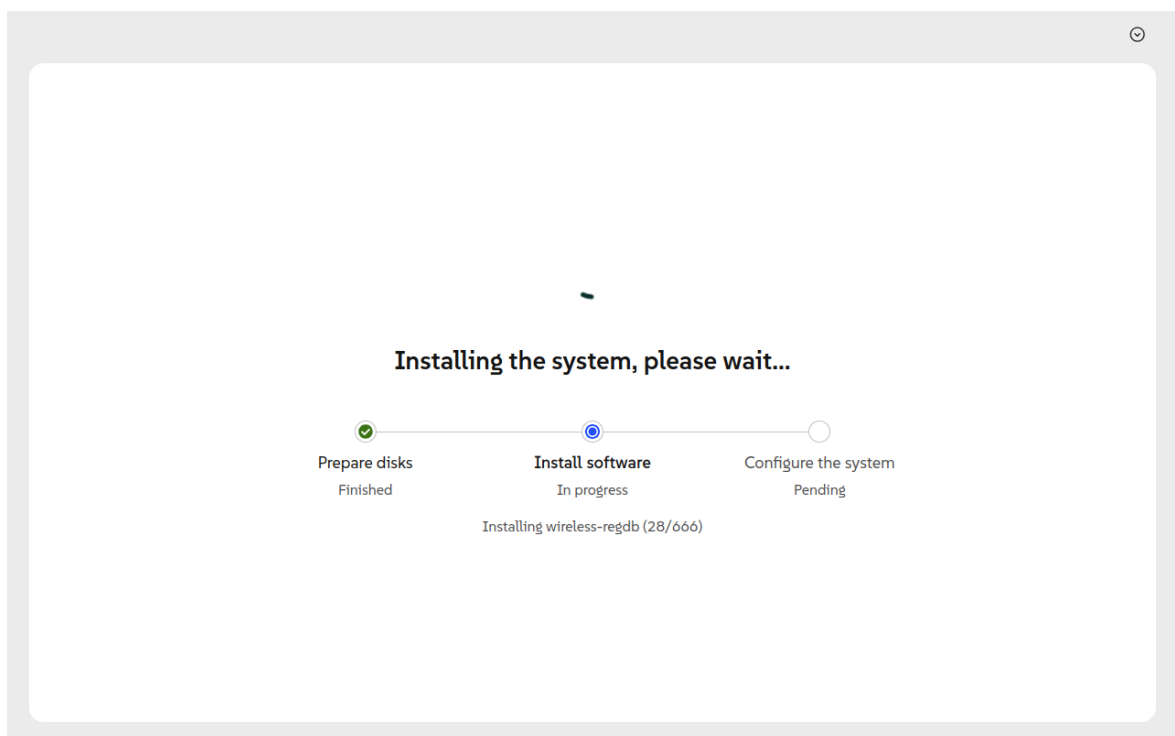 Installing the system, please wait...
Prepare disks
Install software
Configure the system
Finished
In progress
Pending
Installing wireless-regdb (28/666)